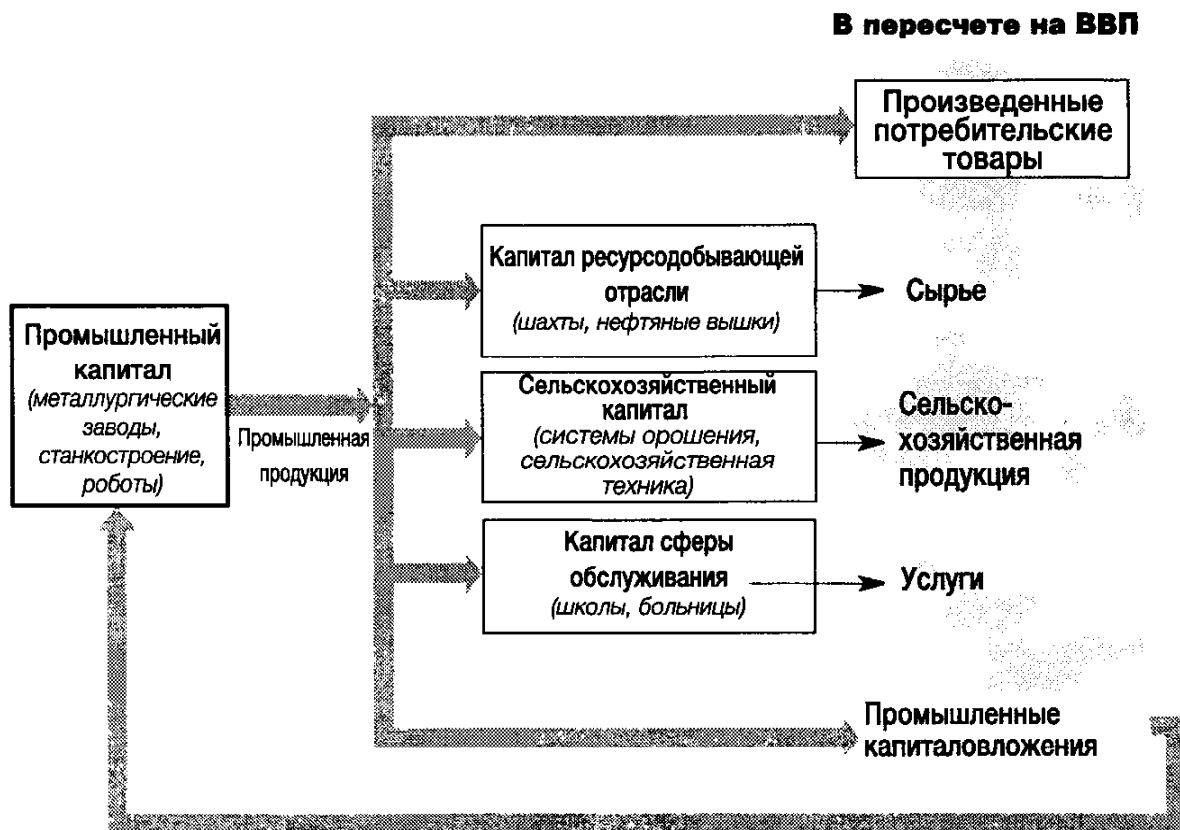 В пересчете на ВВП
Произведенные
потребительские
товары
Капитал ресурсодобывающей
отрасли
(шахты, нефтяные вышки)
Сырье
Промышленный
капитал
(металлургические
заводы,
станкостроение,
роботы)
Промышленная
продукция
Сельскохозяйственный
капитал
(системы орошения,
сельскохозяйственная
техника)
Сельско-
хозяйственная
продукция
Капитал сферы
обслуживания
(школы, больницы)
Услуги
Промышленные
капиталовложения